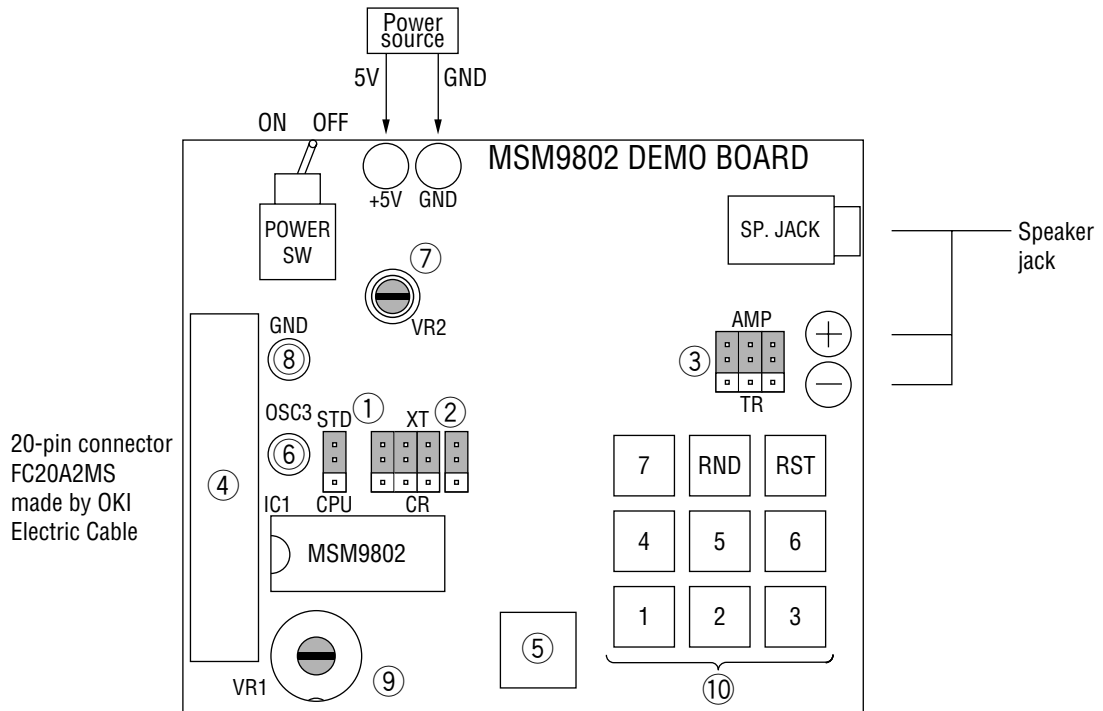 Power
source
5V GND
ON OFF
MSM9802 DEMO BOARD
+5V GND
POWER
SW
SP. JACK
Speaker
jack
⑦
VR2
GND
⑧
AMP
③
+
−
TR
OSC3 STD ① XT ②
⑥
20-pin connector
FC20A2MS
made by OKI
Electric Cable
④
IC1 CPU CR
MSM9802
7 RND RST
4 5 6
1 2 3
⑤
VR1 ⑨
⑩